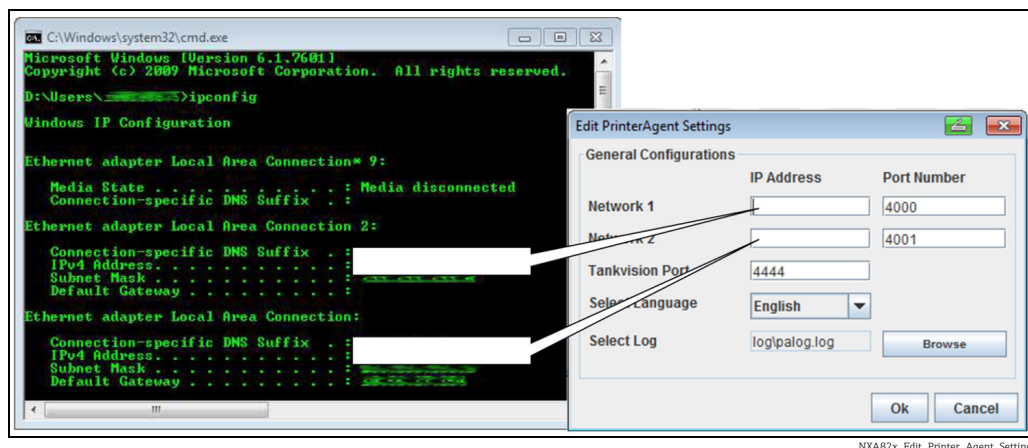 C:\Windows\system32\cmd.exe
Microsoft Windows [Version 6.1.7601]
Copyright (c) 2009 Microsoft Corporation. All rights reserved.
D:\Users\ >ipconfig
Windows IP Configuration
Ethernet adapter Local Area Connection* 9:
Media State . . . . . . . . . . . : Media disconnected
Connection-specific DNS Suffix . :
Ethernet adapter Local Area Connection 2:
Connection-specific DNS Suffix . :
IPv4 Address. . . . . . . . . . . :
Subnet Mask . . . . . . . . . . . :
Default Gateway . . . . . . . . . :
Ethernet adapter Local Area Connection:
Connection-specific DNS Suffix . :
IPv4 Address. . . . . . . . . . . :
Subnet Mask . . . . . . . . . . . :
Default Gateway . . . . . . . . . :
Edit PrinterAgent Settings
General Configurations
IP Address Port Number
Network 1 4000
Network 2 4001
Tankvision Port 4444
Select Language English
Select Log log\palog.log Browse
Ok Cancel
NXA82x_Edit_Printer_Agent_Setting